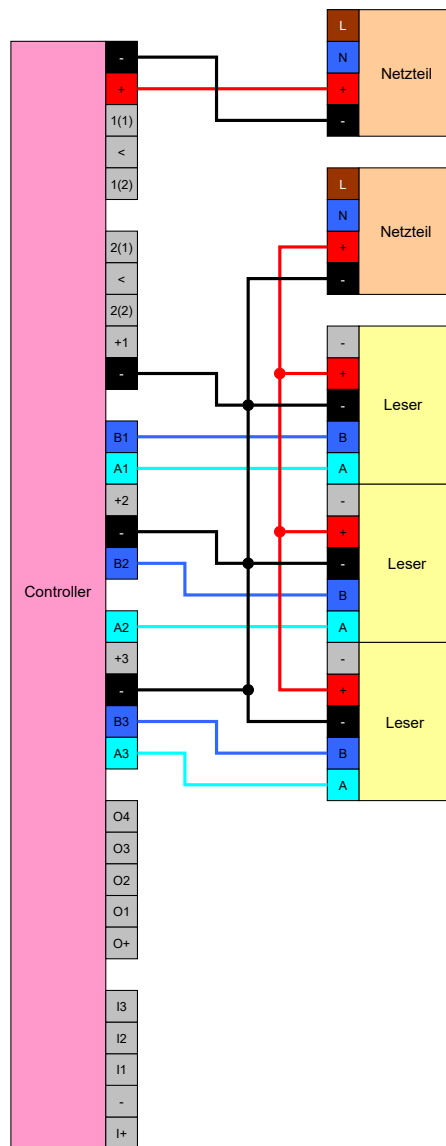 Controller
-
+
1(1)
<
1(2)
2(1)
<
2(2)
+1
-
B1
A1
+2
-
B2
A2
+3
-
B3
A3
O4
O3
O2
O1
O+
I3
I2
I1
-
I+
L
N
+
-
Netzteil
L
N
+
-
Netzteil
-
+
-
B
A
Leser
-
+
-
B
A
Leser
-
+
-
B
A
Leser